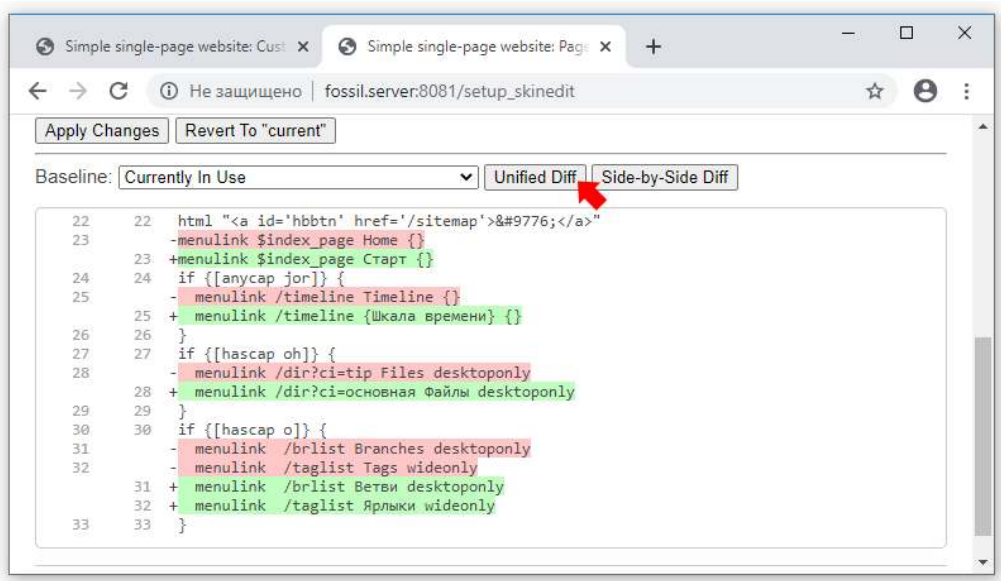 Simple single-page website: Cust
Simple single-page website: Page
Не защищено | fossil.server:8081/setup_skinedit
Apply Changes Revert To "current"
Baseline: Currently In Use Unified Diff Side-by-Side Diff
22 22 html "<a id='hbbtn' href='/sitemap'>&#9776;</a>"
23 -menulink $index_page Home {}
23 +menulink $index_page Старт {}
24 24 if {[anycap jor]} {
25 -  menulink /timeline Timeline {}
25 +  menulink /timeline {Шкала времени} {}
26 26 }
27 27 if {[hascap oh]} {
28 -  menulink /dir?ci=tip Files desktoponly
28 +  menulink /dir?ci=основная Файлы desktoponly
29 29 }
30 30 if {[hascap o]} {
31 -  menulink  /brlist Branches desktoponly
32 -  menulink  /taglist Tags wideonly
31 +  menulink  /brlist Ветви desktoponly
32 +  menulink  /taglist Ярлыки wideonly
33 33 }